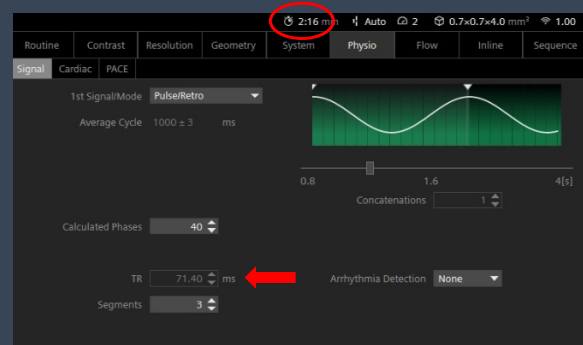 2:16 mm Auto 2 0.7×0.7×4.0 mm³ 1.00
Routine Contrast Resolution Geometry System Physio Flow Inline Sequence
Signal Cardiac PACE
1st Signal/Mode Pulse/Retro
Average Cycle 1000 ± 3 ms
0.8 1.6 4[s]
Concatenations 1
Calculated Phases 40
TR 71.40 ms Arrhythmia Detection None
Segments 3